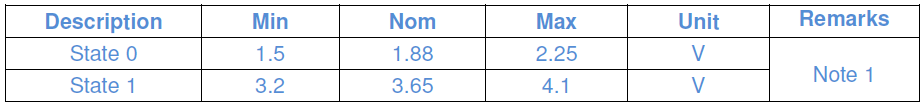 Description Min Nom Max Unit Remarks
State 0 1.5 1.88 2.25 V Note 1
State 1 3.2 3.65 4.1 V